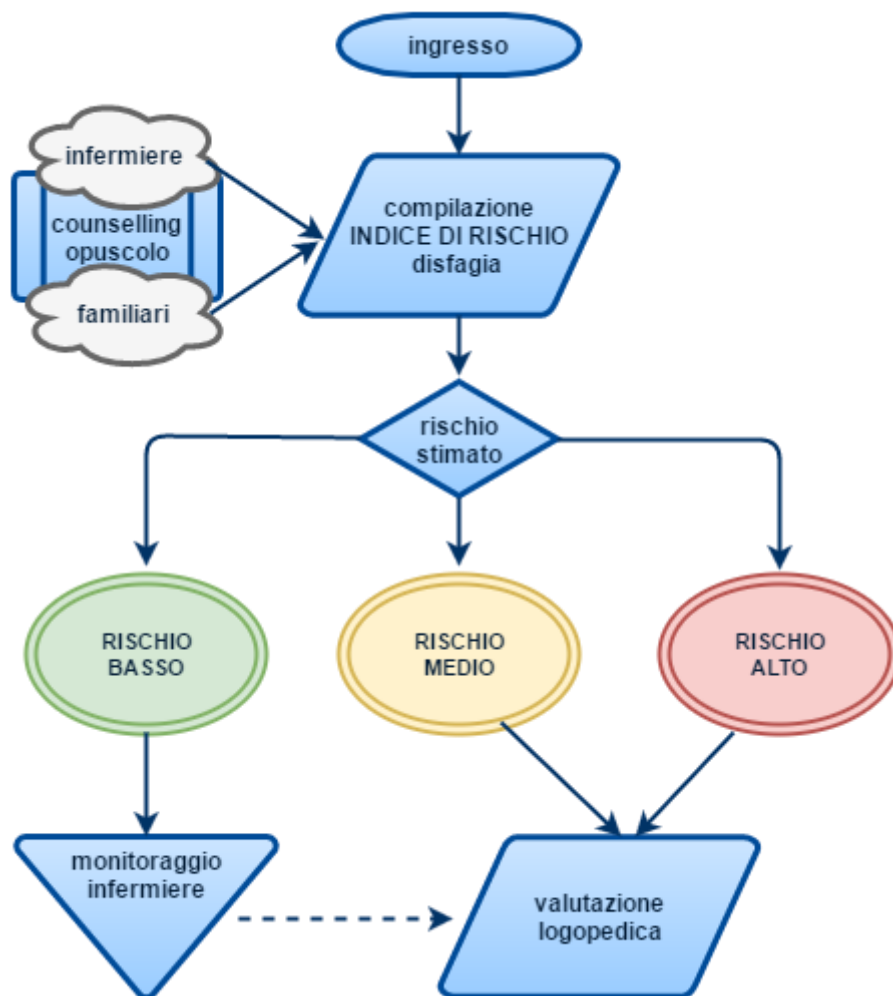 ingresso
infermiere
counselling
opuscolo
familiari
compilazione
INDICE DI RISCHIO
disfagia
rischio
stimato
RISCHIO
BASSO
RISCHIO
MEDIO
RISCHIO
ALTO
monitoraggio
infermiere
valutazione
logopedica